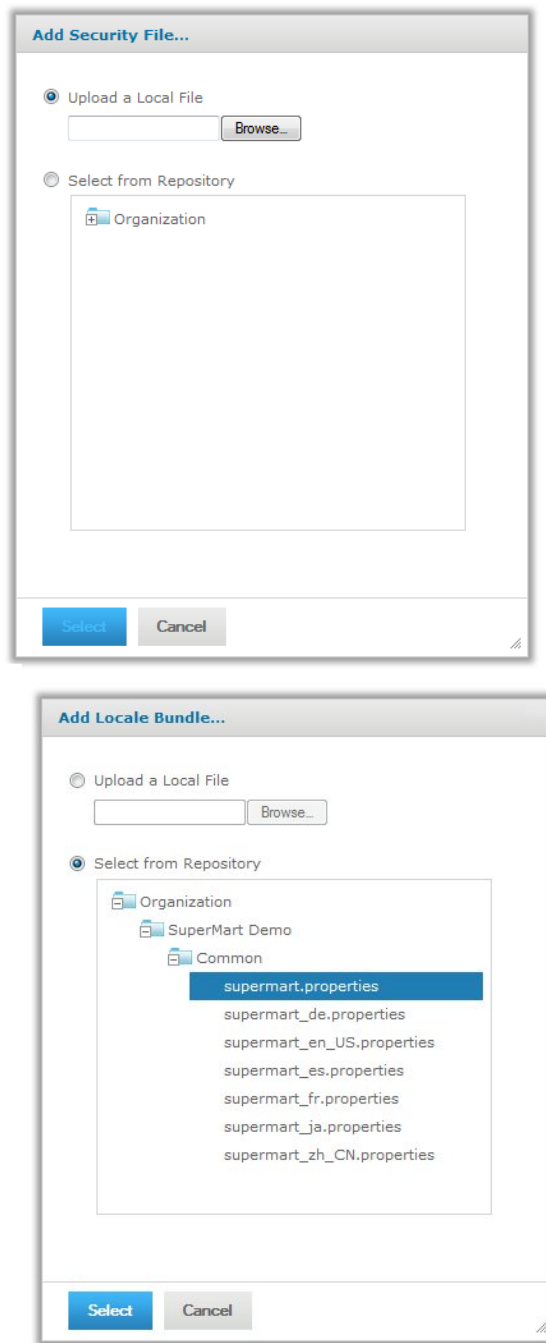 Add Security File...
Upload a Local File
Browse...
Select from Repository
Organization
Select Cancel
Add Locale Bundle...
Upload a Local File
Browse...
Select from Repository
Organization
SuperMart Demo
Common
supermart.properties
supermart_de.properties
supermart_en_US.properties
supermart_es.properties
supermart_fr.properties
supermart_ja.properties
supermart_zh_CN.properties
Select Cancel